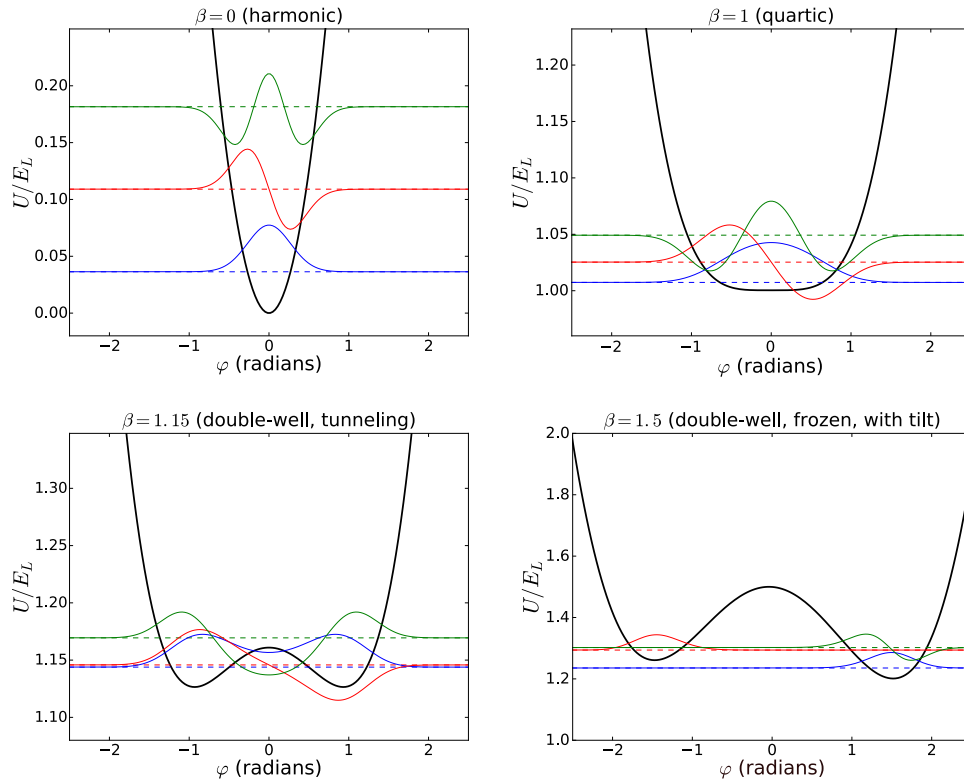 β=0 (harmonic)
0.20
0.15
0.10
0.05
0.00
U/E_L
−2 −1 0 1 2
φ (radians)
β=1 (quartic)
1.20
1.15
1.10
1.05
1.00
U/E_L
−2 −1 0 1 2
φ (radians)
β=1.15 (double-well, tunneling)
1.30
1.25
1.20
1.15
1.10
U/E_L
−2 −1 0 1 2
φ (radians)
β=1.5 (double-well, frozen, with tilt)
2.0
1.8
1.6
1.4
1.2
1.0
U/E_L
−2 −1 0 1 2
φ (radians)